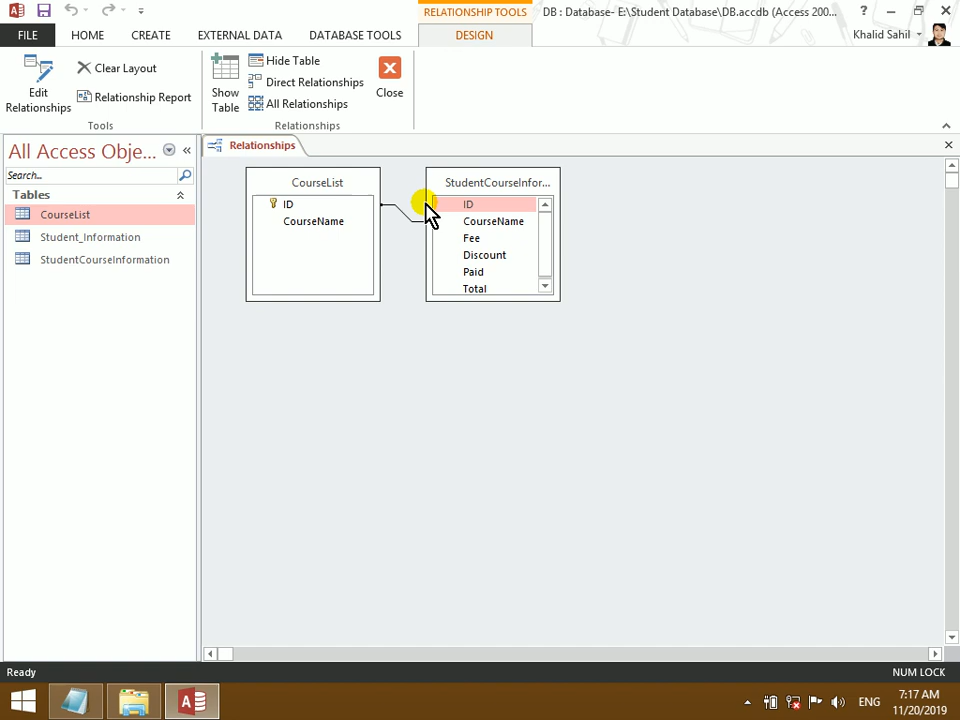 RELATIONSHIP TOOLS
DB : Database- E:\Student Database\DB.accdb (Access 200...
FILE
HOME
CREATE
EXTERNAL DATA
DATABASE TOOLS
DESIGN
Khalid Sahil
Edit
Relationships
Clear Layout
Relationship Report
Tools
Show
Table
Hide Table
Direct Relationships
All Relationships
Relationships
Close
All Access Obje...
Search...
Tables
CourseList
Student_Information
StudentCourseInformation
Relationships
CourseList
ID
CourseName
StudentCourseInfor...
ID
CourseName
Fee
Discount
Paid
Total
Ready
NUM LOCK
ENG
7:17 AM
11/20/2019